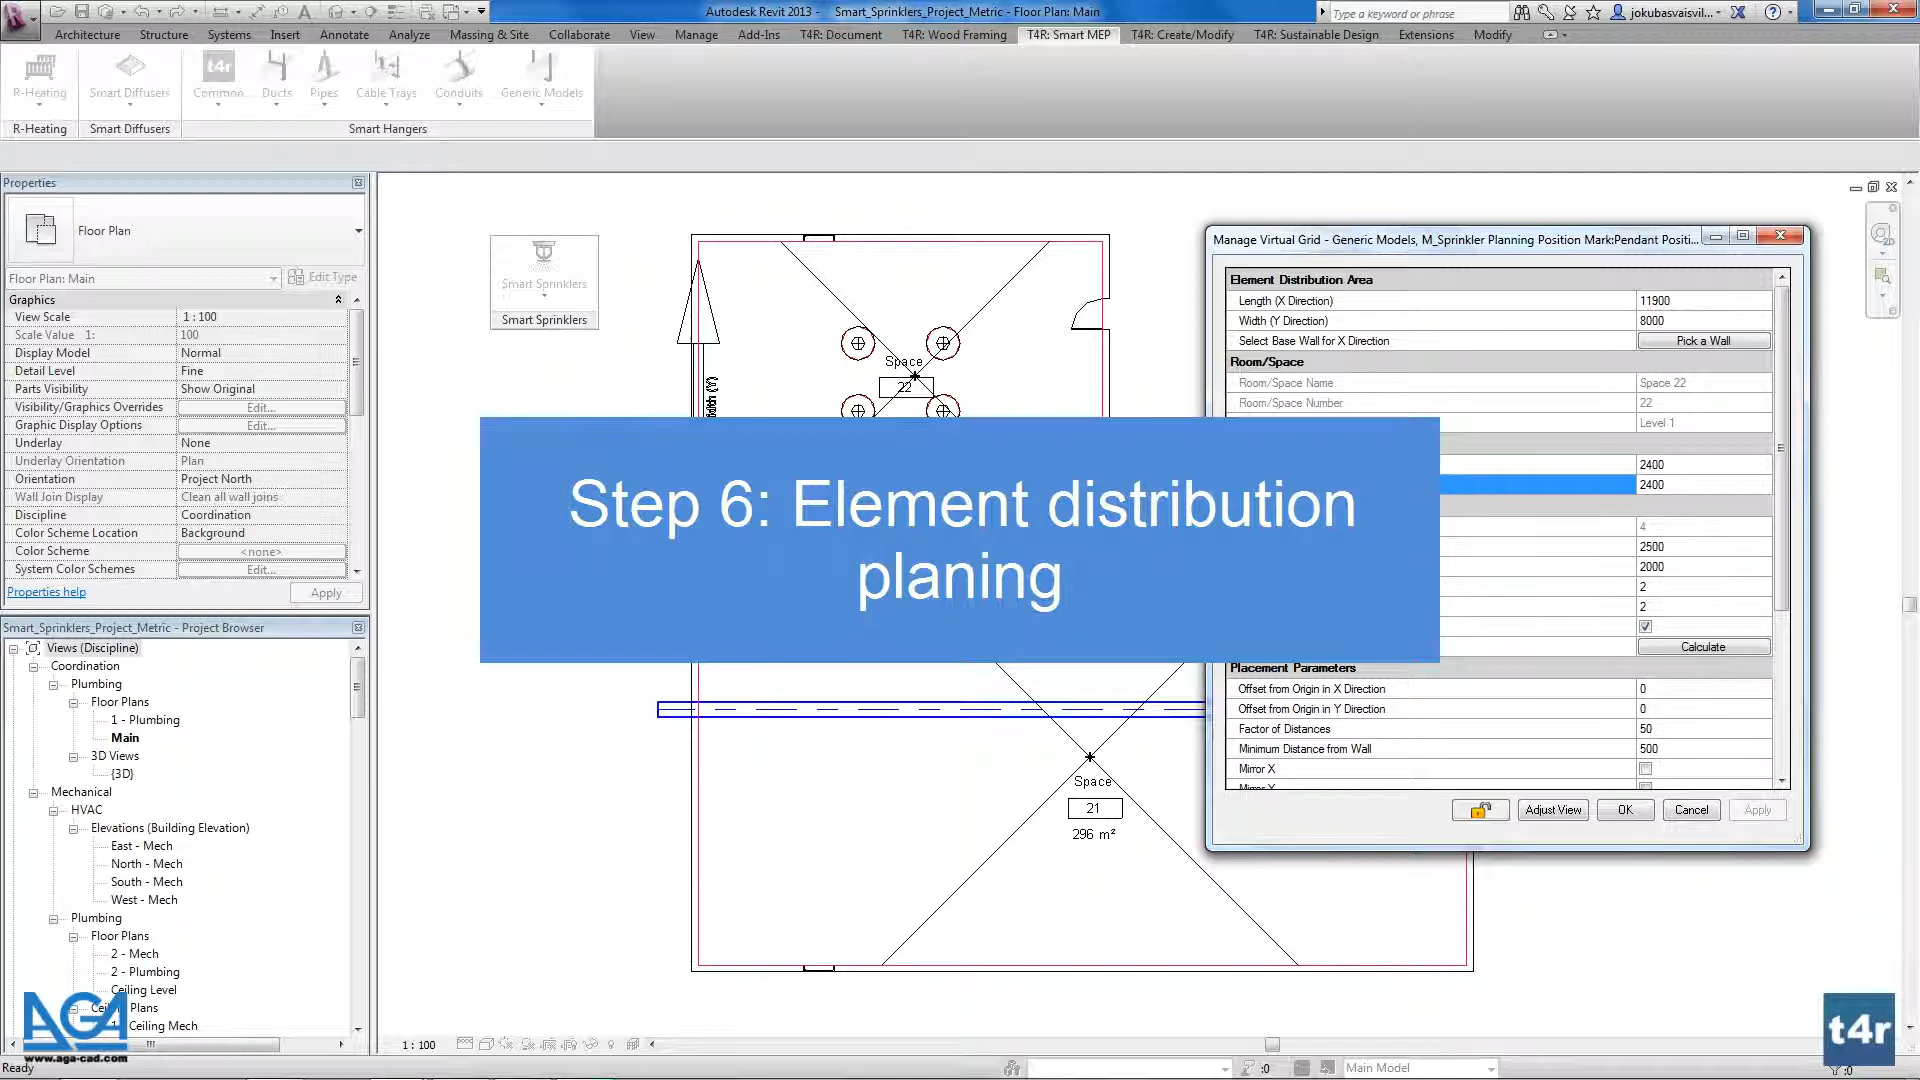 Autodesk Revit 2013 - Smart_Sprinklers_Project_Metric - Floor Plan: Main
Type a keyword or phrase
jokubasvaisvil...
Architecture Structure Systems Insert Annotate Analyze Massing & Site Collaborate View Manage Add-Ins T4R: Document T4R: Wood Framing T4R: Smart MEP T4R: Create/Modify T4R: Sustainable Design Extensions Modify
R-Heating Smart Diffusers Common Ducts Pipes Cable Trays Conduits Generic Models
R-Heating Smart Diffusers Smart Hangers
Properties
Floor Plan
Floor Plan: Main Edit Type
Graphics
View Scale 1 : 100
Scale Value 1: 100
Display Model Normal
Detail Level Fine
Parts Visibility Show Original
Visibility/Graphics Overrides Edit...
Graphic Display Options Edit...
Underlay None
Underlay Orientation Plan
Orientation Project North
Wall Join Display Clean all wall joins
Discipline Coordination
Color Scheme Location Background
Color Scheme <none>
System Color Schemes Edit...
Properties help Apply
Smart_Sprinklers_Project_Metric - Project Browser
Views (Discipline)
Coordination
Plumbing
Floor Plans
1 - Plumbing
Main
3D Views
{3D}
Mechanical
HVAC
Elevations (Building Elevation)
East - Mech
North - Mech
South - Mech
West - Mech
Plumbing
Floor Plans
2 - Mech
2 - Plumbing
Ceiling Level
Plans
Ceiling Mech
AGA
www.aga-cad.com
Ready
Smart Sprinklers
Smart Sprinklers
Space
22
Step 6: Element distribution
planing
Space
21
296 m²
Manage Virtual Grid - Generic Models, M_Sprinkler Planning Position Mark:Pendant Positi...
Element Distribution Area
Length (X Direction) 11900
Width (Y Direction) 8000
Select Base Wall for X Direction Pick a Wall
Room/Space
Room/Space Name Space 22
Room/Space Number 22
Level 1
2400
2400
4
2500
2000
2
2
Calculate
Placement Parameters
Offset from Origin in X Direction 0
Offset from Origin in Y Direction 0
Factor of Distances 50
Minimum Distance from Wall 500
Mirror X
Mirror Y
Adjust View OK Cancel Apply
1 : 100
:0 Main Model :0
t4r